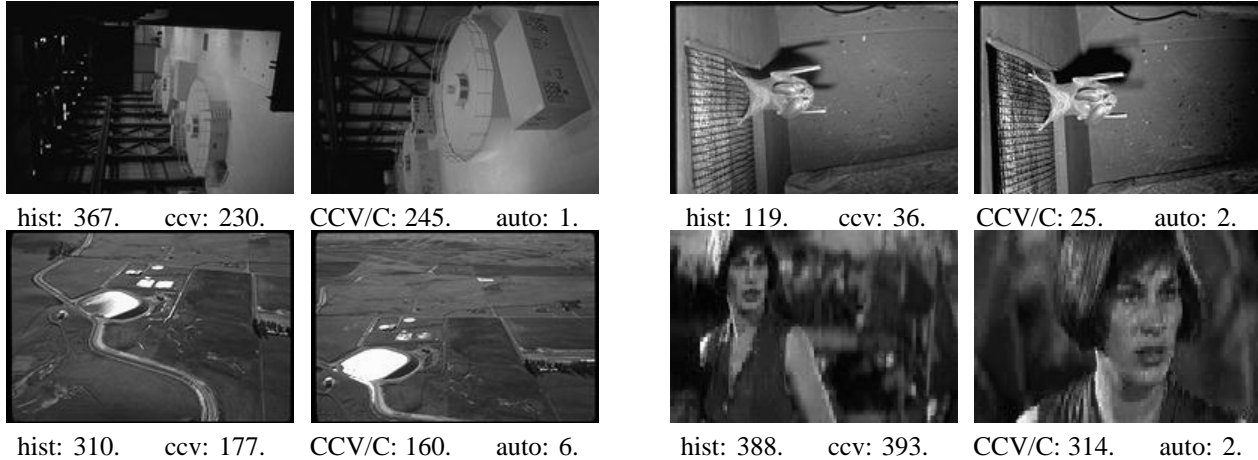 hist: 367. ccv: 230. CCV/C: 245. auto: 1.
hist: 119. ccv: 36. CCV/C: 25. auto: 2.
hist: 310. ccv: 177. CCV/C: 160. auto: 6.
hist: 388. ccv: 393. CCV/C: 314. auto: 2.